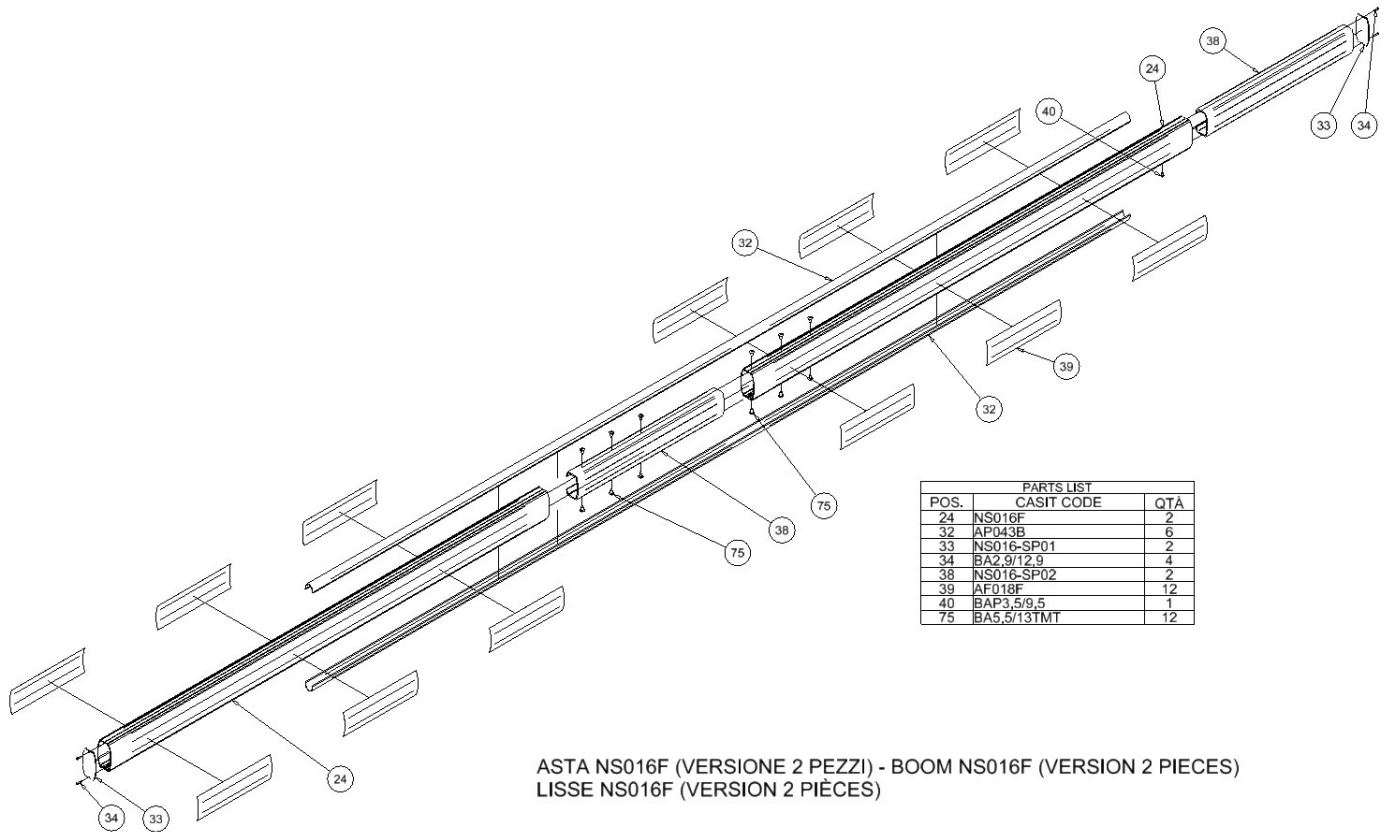 38
24
40
33
34
32
39
32
75
38
75
PARTS LIST
POS. CASIT CODE QTÀ
24 NS016F 2
32 AP043B 6
33 NS016-SP01 2
34 BA2,9/12,9 4
38 NS016-SP02 2
39 AF018F 12
40 BAP3,5/9,5 1
75 BA5,5/13TMT 12
24
34
33
ASTA NS016F (VERSIONE 2 PEZZI) - BOOM NS016F (VERSION 2 PIECES)
LISSE NS016F (VERSION 2 PIÈCES)